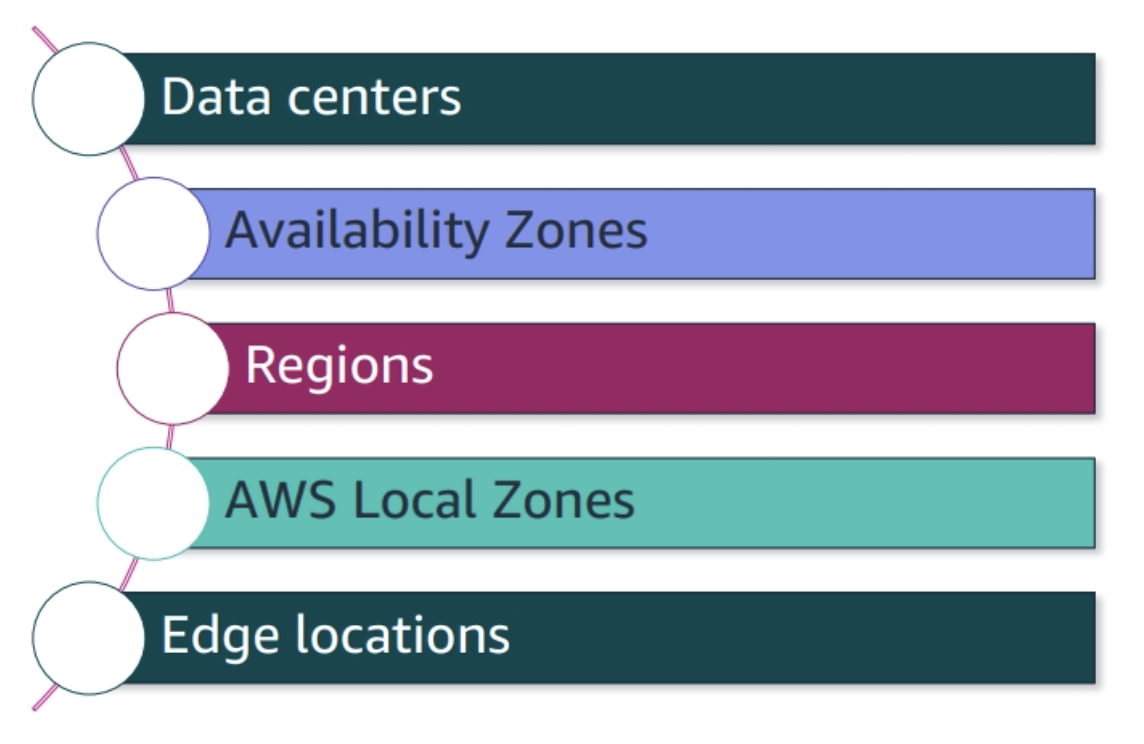 Data centers
Availability Zones
Regions
AWS Local Zones
Edge locations